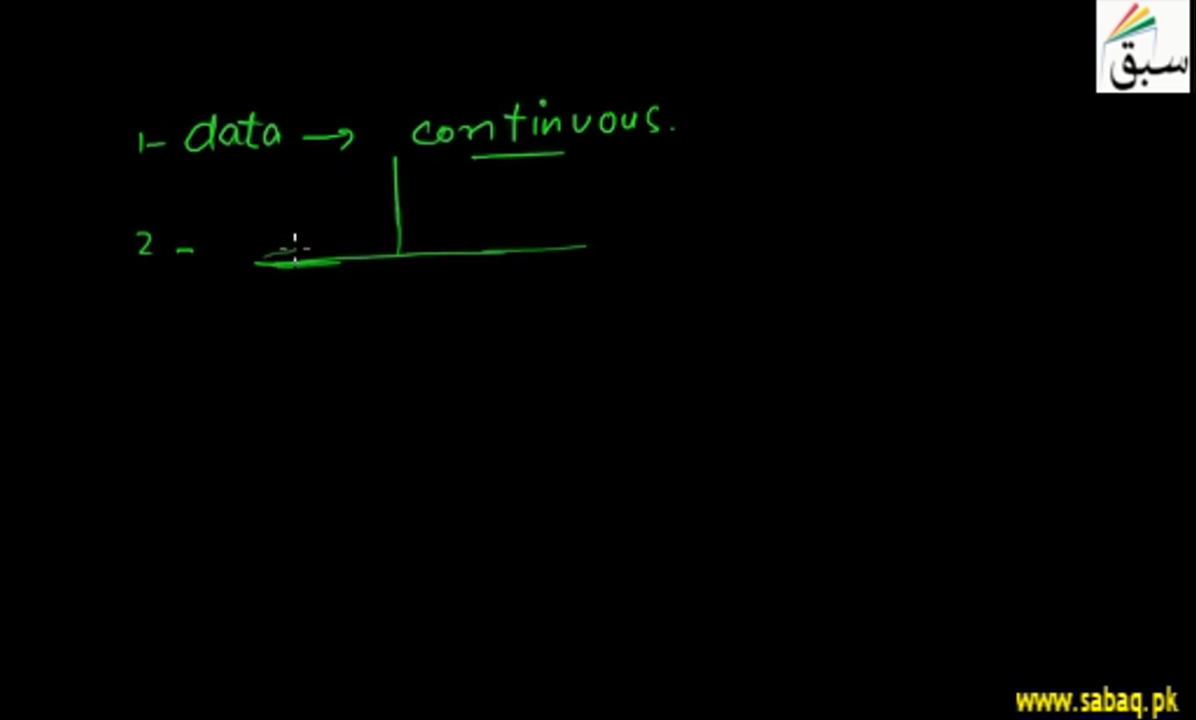 سبق
1- data → continuous.
2 -
www.sabaq.pk